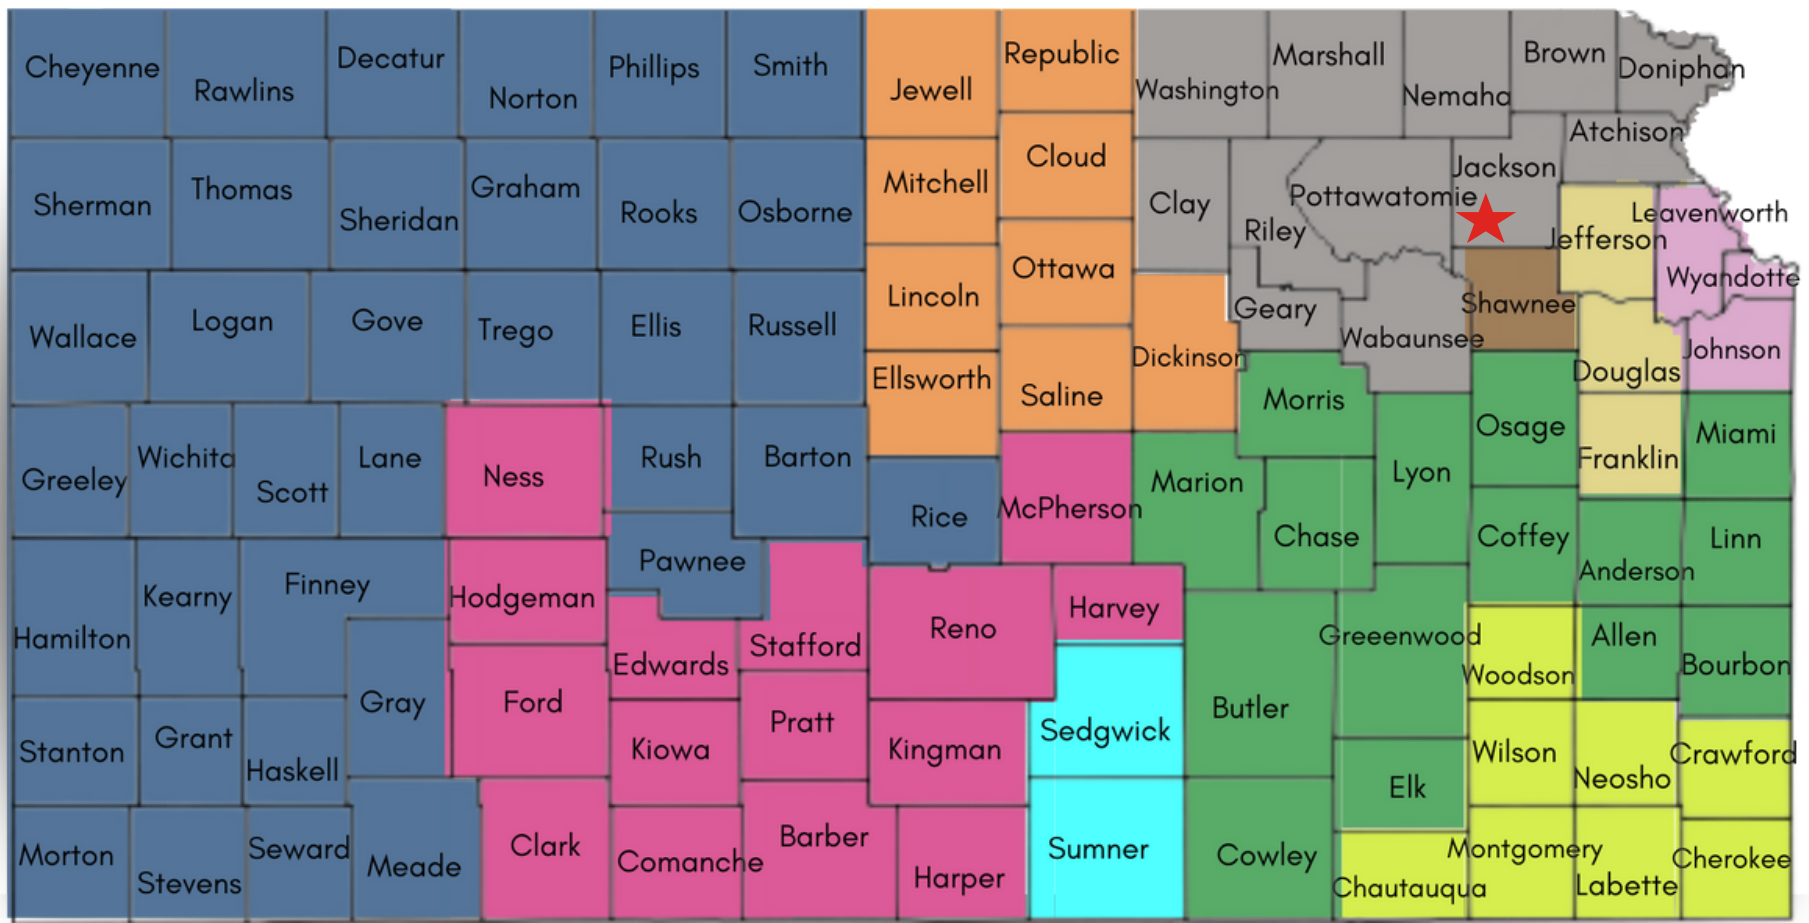 Cheyenne
Rawlins
Decatur
Norton
Phillips
Smith
Jewell
Republic
Washington
Marshall
Nemaha
Brown
Doniphan
Sherman
Thomas
Sheridan
Graham
Rooks
Osborne
Mitchell
Cloud
Clay
Riley
Pottawatomie
Jackson
Atchison
Jefferson
Leavenworth
Wyandotte
Wallace
Logan
Gove
Trego
Ellis
Russell
Lincoln
Ottawa
Dickinson
Geary
Wabaunsee
Shawnee
Douglas
Johnson
Ellsworth
Saline
Morris
Greeley
Wichita
Scott
Lane
Ness
Rush
Barton
Rice
McPherson
Marion
Chase
Lyon
Osage
Franklin
Miami
Hamilton
Kearny
Finney
Hodgeman
Pawnee
Stafford
Reno
Harvey
Coffey
Anderson
Linn
Gray
Ford
Edwards
Sedgwick
Butler
Greeenwood
Woodson
Allen
Bourbon
Stanton
Grant
Haskell
Kiowa
Pratt
Kingman
Elk
Wilson
Neosho
Crawford
Morton
Stevens
Seward
Meade
Clark
Comanche
Barber
Harper
Sumner
Cowley
Chautauqua
Montgomery
Labette
Cherokee